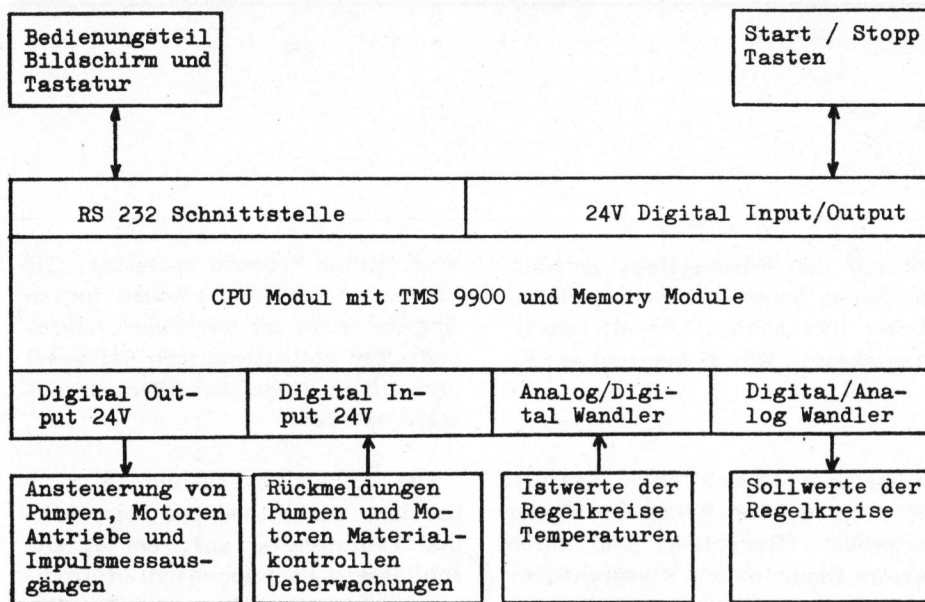 Bedienungsteil
Bildschirm und
Tastatur
Start / Stopp
Tasten
RS 232 Schnittstelle
24V Digital Input/Output
CPU Modul mit TMS 9900 und Memory Module
Digital Out-
put 24V
Digital In-
put 24V
Analog/Digi-
tal Wandler
Digital/Ana-
log Wandler
Ansteuerung von
Pumpen, Motoren
Antriebe und
Impulsmessaus-
gängen
Rückmeldungen
Pumpen und Mo-
toren Material-
kontrollen
Ueberwachungen
Istwerte der
Regelkreise
Temperaturen
Sollwerte der
Regelkreise